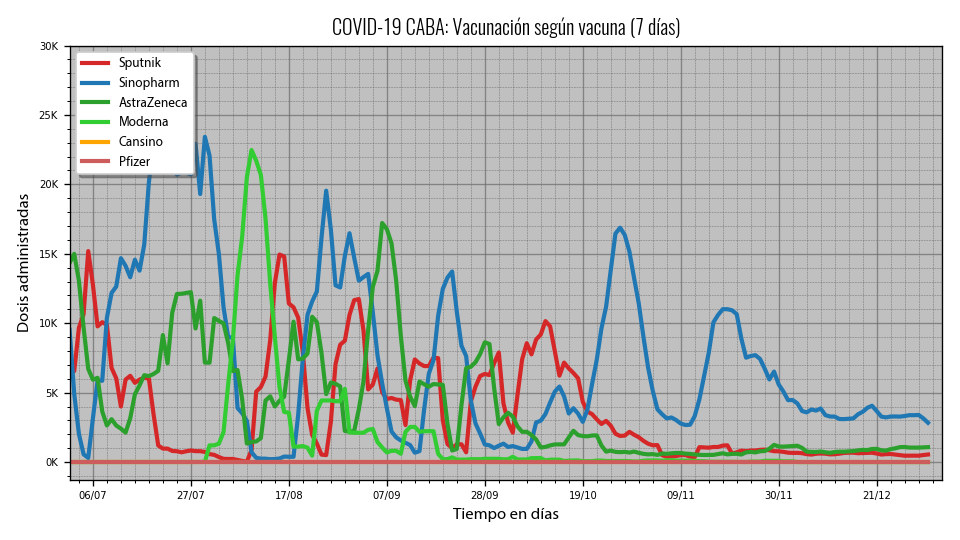 COVID-19 CABA: Vacunación según vacuna (7 días)
Sputnik
Sinopharm
AstraZeneca
Moderna
Cansino
Pfizer
30K
25K
20K
15K
10K
5K
0K
Dosis administradas
06/07 27/07 17/08 07/09 28/09 19/10 09/11 30/11 21/12
Tiempo en días